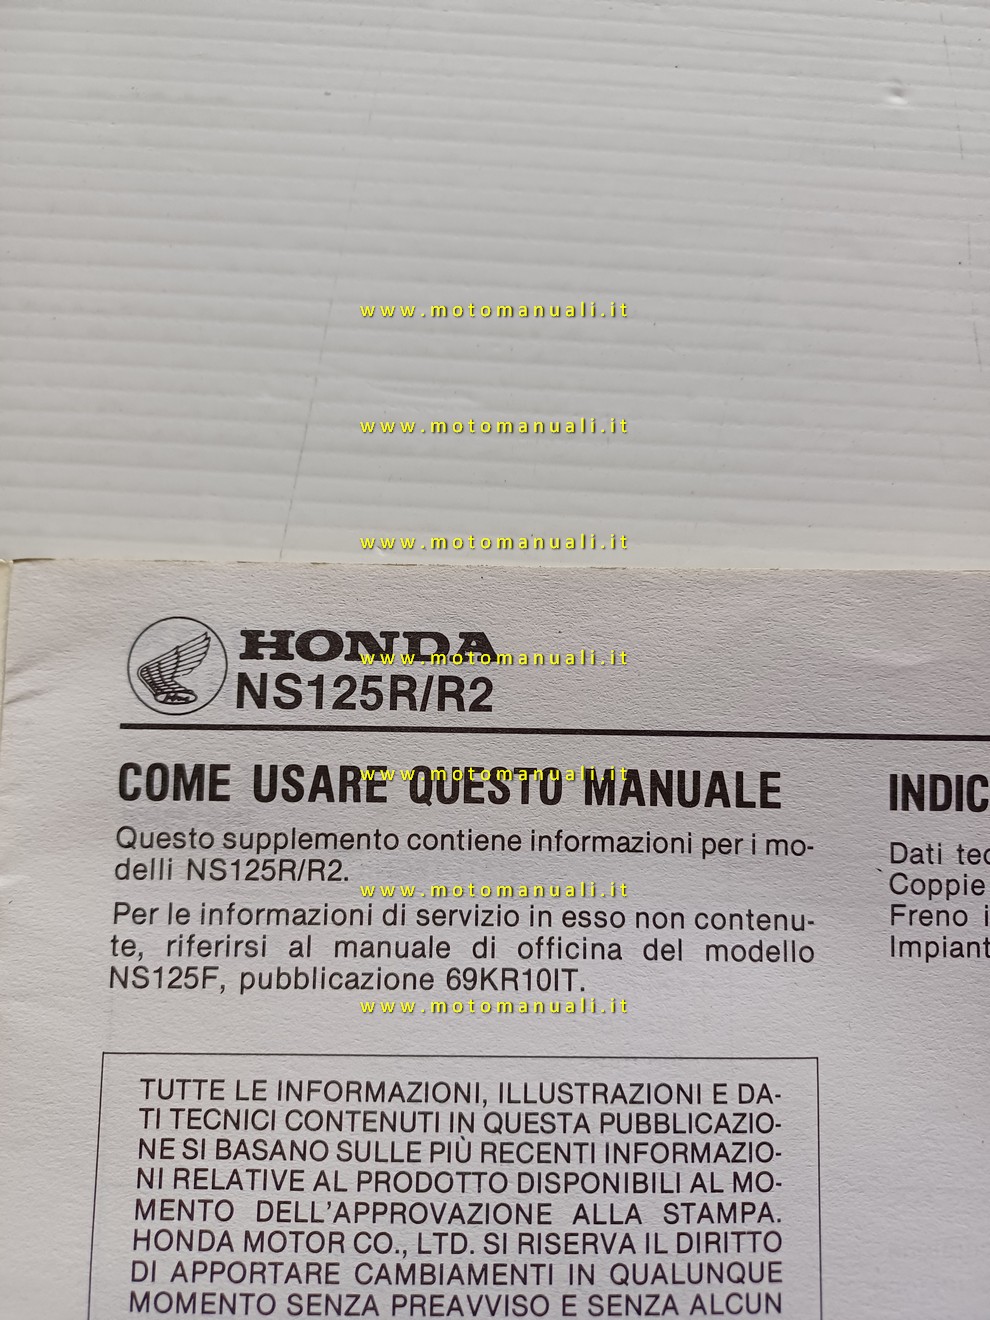 www.motomanuali.it
www.motomanuali.it
www.motomanuali.it
HONDA
www.motomanuali.it
NS125R/R2
COME USARE QUESTO MANUALE
www.motomanuali.it
Questo supplemento contiene informazioni per i mo-
delli NS125R/R2.
www.motomanuali.it
Per le informazioni di servizio in esso non contenu-
te, riferirsi al manuale di officina del modello
NS125F, pubblicazione 69KR10IT.
www.motomanuali.it
TUTTE LE INFORMAZIONI, ILLUSTRAZIONI E DA-
TI TECNICI CONTENUTI IN QUESTA PUBBLICAZIO-
NE SI BASANO SULLE PIÙ RECENTI INFORMAZIO-
NI RELATIVE AL PRODOTTO DISPONIBILI AL MO-
MENTO DELL'APPROVAZIONE ALLA STAMPA.
HONDA MOTOR CO., LTD. SI RISERVA IL DIRITTO
DI APPORTARE CAMBIAMENTI IN QUALUNQUE
MOMENTO SENZA PREAVVISO E SENZA ALCUN
INDIC
Dati tec
Coppie
Freno i
Impiant